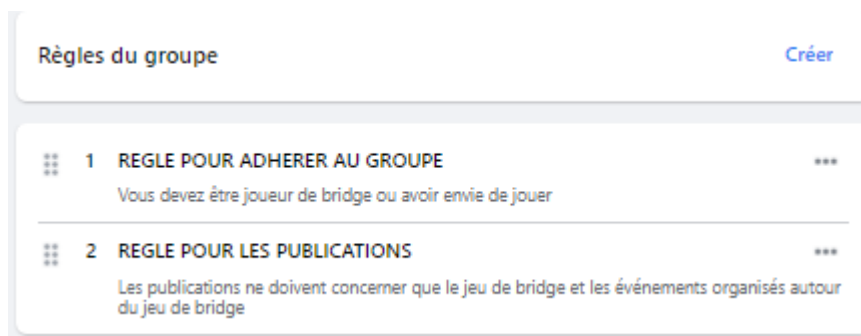 Règles du groupe
Créer
1 REGLE POUR ADHERER AU GROUPE
Vous devez être joueur de bridge ou avoir envie de jouer
2 REGLE POUR LES PUBLICATIONS
Les publications ne doivent concerner que le jeu de bridge et les événements organisés autour
du jeu de bridge